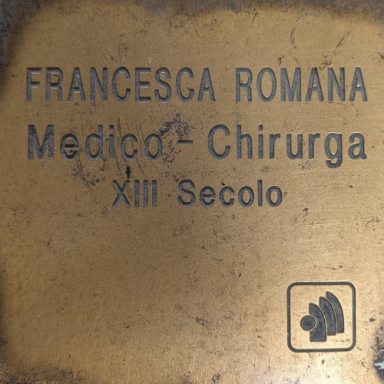 FRANCESCA ROMANA
Medico - Chirurga
XIII Secolo